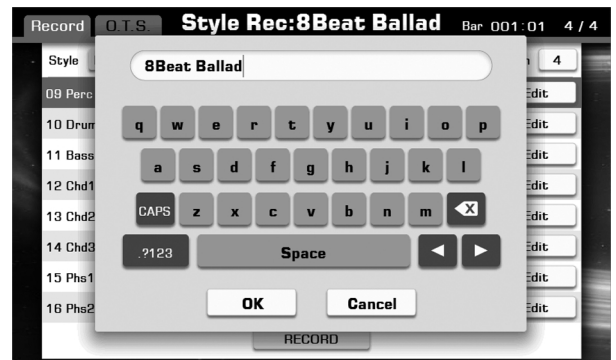 Record O.T.S. Style Rec:8Beat Ballad Bar 001:01 4/4
Style 4
8Beat Ballad
09 Perc Edit
q w e r t y u i o p
10 Drum Edit
11 Bass Edit
a s d f g h j k l
12 Chd1 Edit
CAPS z x c v b n m
13 Chd2 Edit
14 Chd3 Edit
.?123 Space
15 Phs1 Edit
16 Phs2 Edit
OK Cancel
RECORD